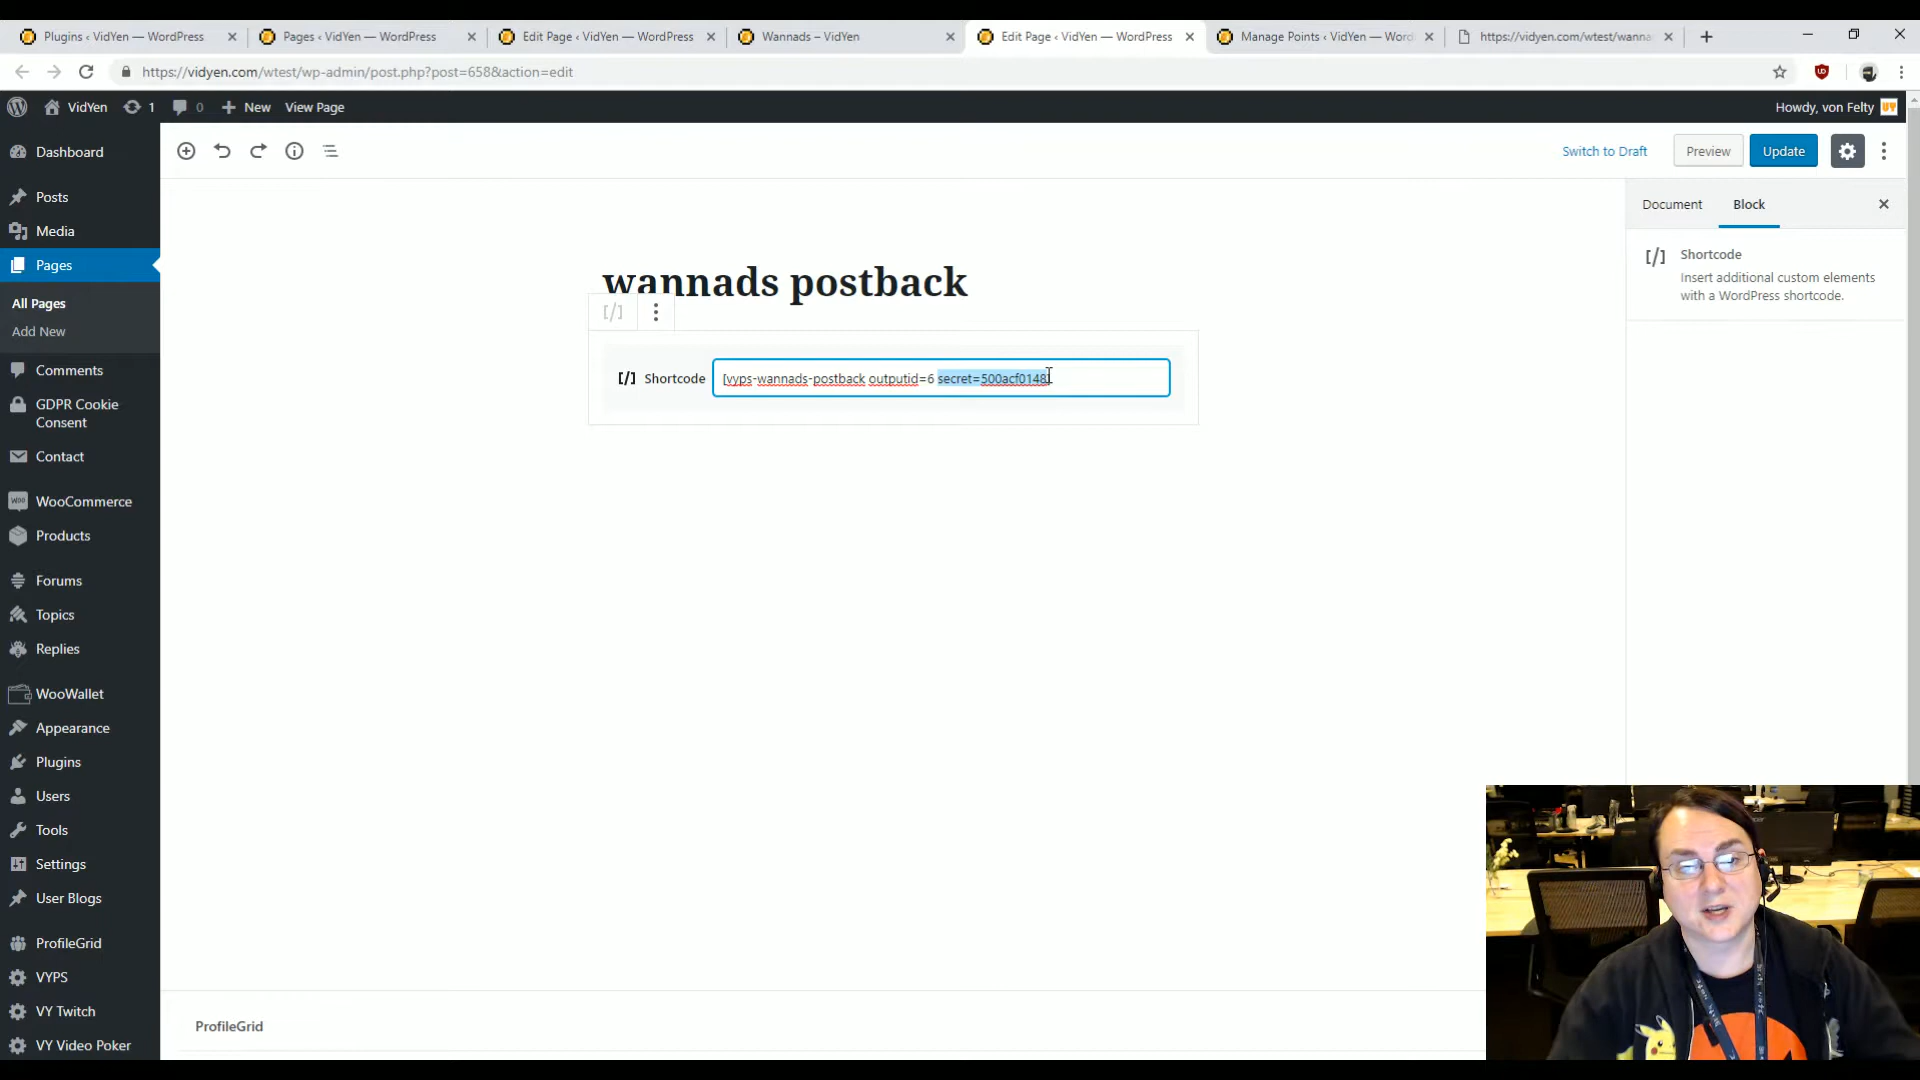 Plugins ‹ VidYen — WordPress
Pages ‹ VidYen — WordPress
Edit Page ‹ VidYen — WordPress
Wannads – VidYen
Edit Page ‹ VidYen — WordPress
Manage Points ‹ VidYen — Word
https://vidyen.com/wtest/wanna
https://vidyen.com/wtest/wp-admin/post.php?post=658&action=edit
VidYen
1
0
New
View Page
Howdy, von Felty
Dashboard
Posts
Media
Pages
All Pages
Add New
Comments
GDPR Cookie
Consent
Contact
WooCommerce
Products
Forums
Topics
Replies
WooWallet
Appearance
Plugins
Users
Tools
Settings
User Blogs
ProfileGrid
VYPS
VY Twitch
VY Video Poker
Switch to Draft
Preview
Update
wannads postback
[/] Shortcode
[vyps-wannads-postback outputid=6 secret=500acf0148]
Document
Block
[/] Shortcode
Insert additional custom elements
with a WordPress shortcode.
ProfileGrid